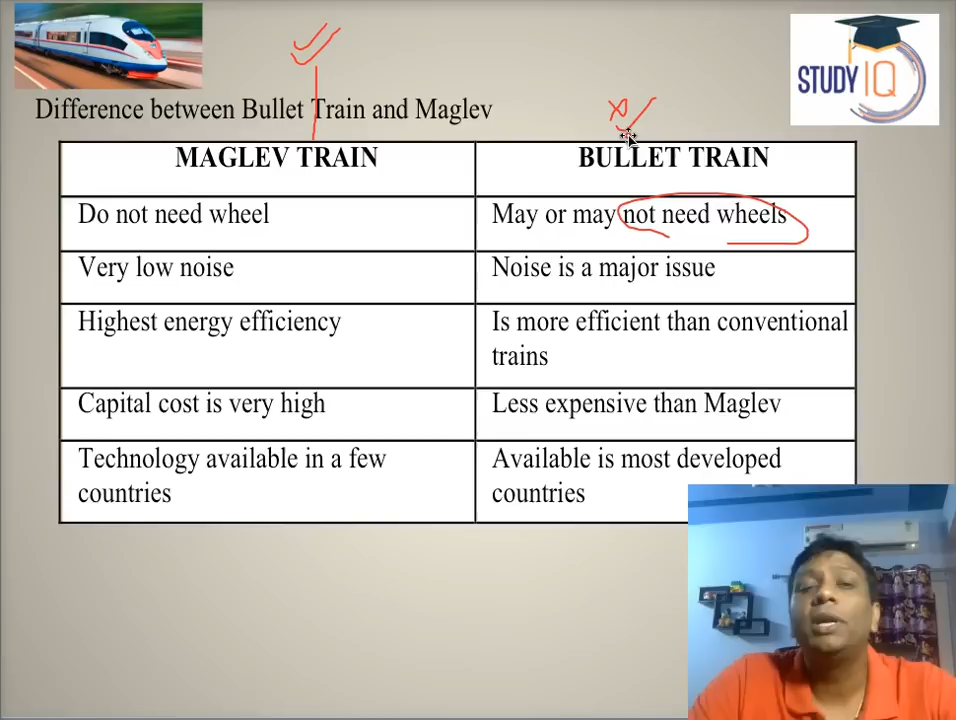 STUDY IQ
Difference between Bullet Train and Maglev
MAGLEV TRAIN
BULLET TRAIN
Do not need wheel
May or may not need wheels
Very low noise
Noise is a major issue
Highest energy efficiency
Is more efficient than conventional
trains
Capital cost is very high
Less expensive than Maglev
Technology available in a few
countries
Available is most developed
countries